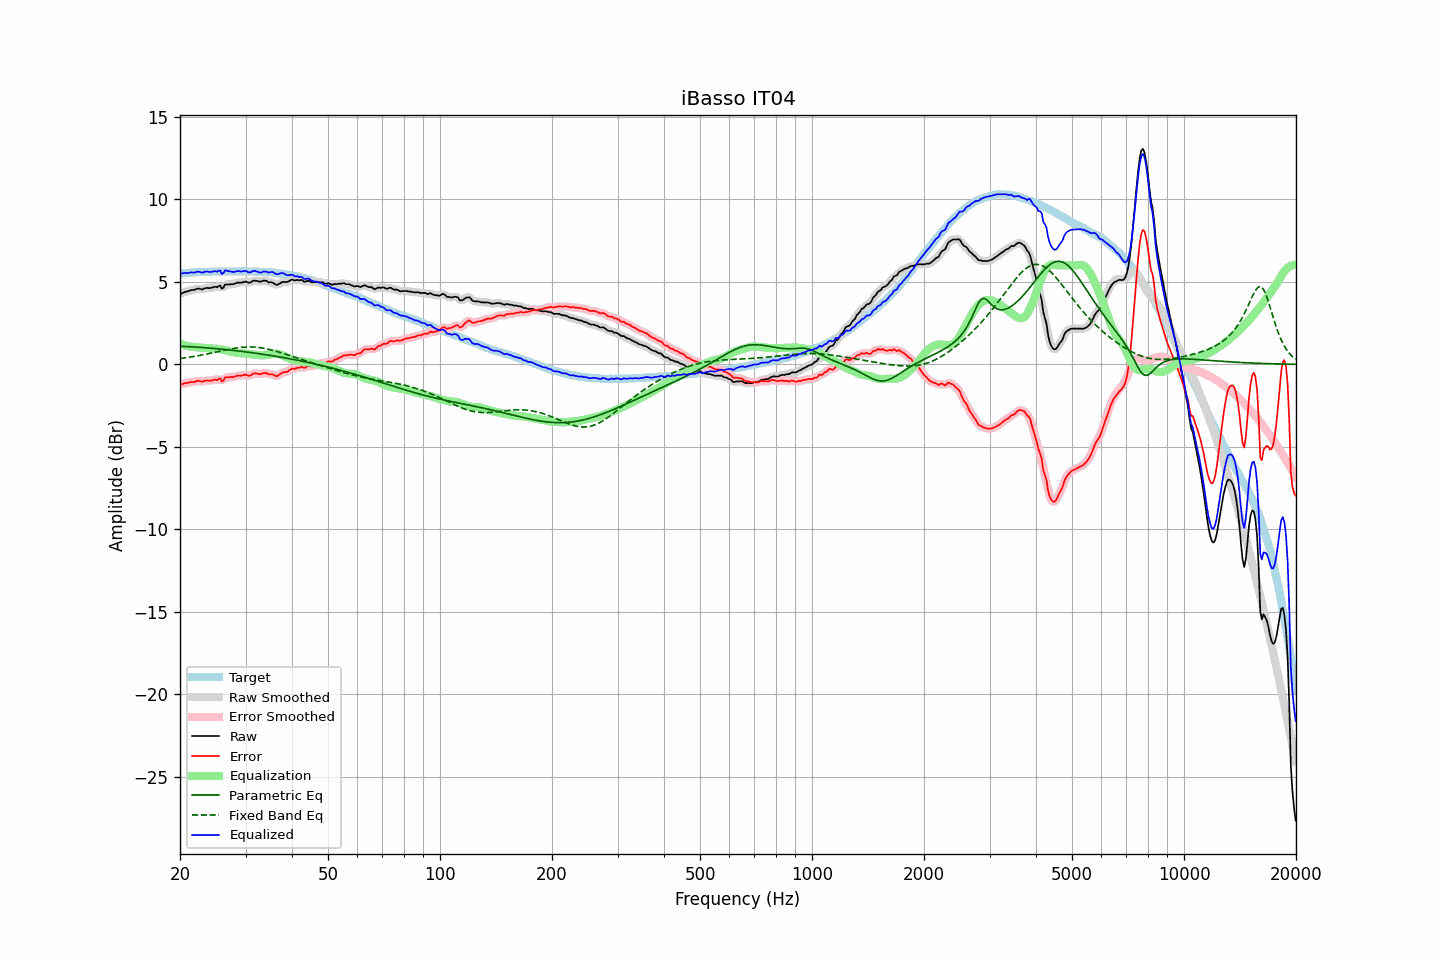 iBasso IT04
15
10
5
0
−5
−10
−15
−20
−25
Amplitude (dBr)
Target
Raw Smoothed
Error Smoothed
Raw
Error
Equalization
Parametric Eq
Fixed Band Eq
Equalized
20 50 100 200 500 1000 2000 5000 10000 20000
Frequency (Hz)